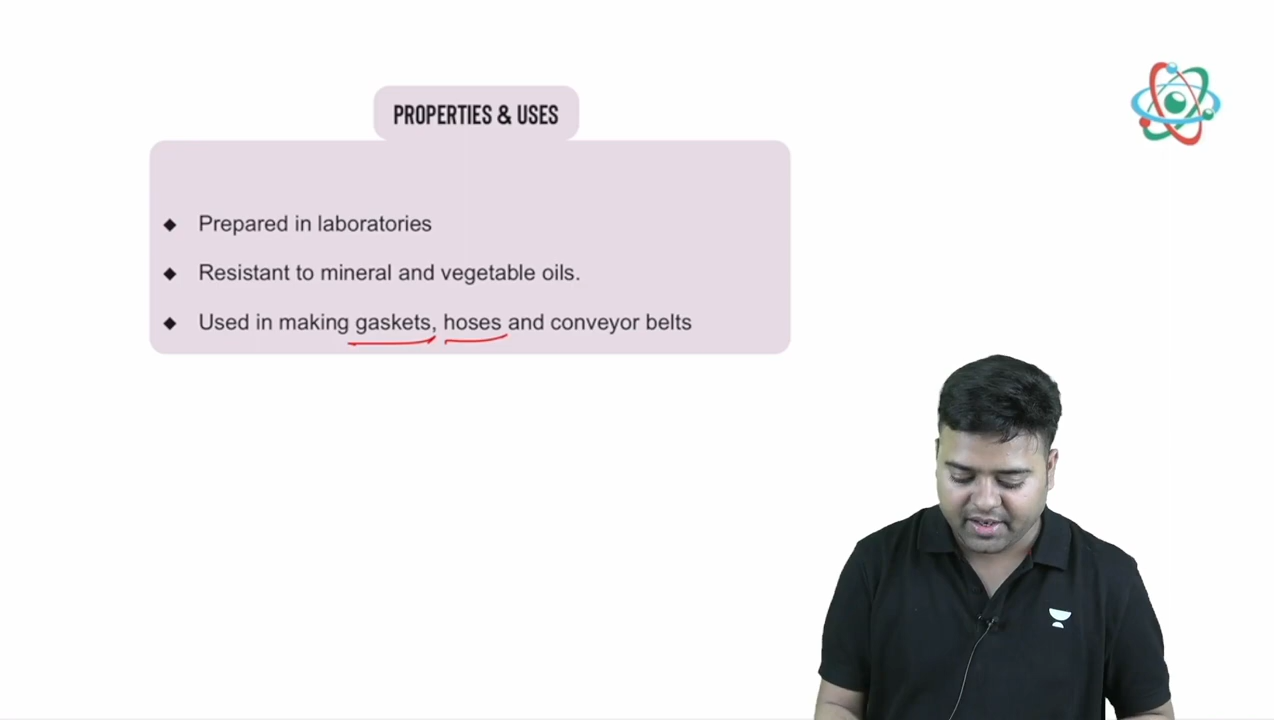 PROPERTIES & USES
Prepared in laboratories
Resistant to mineral and vegetable oils.
Used in making gaskets, hoses and conveyor belts